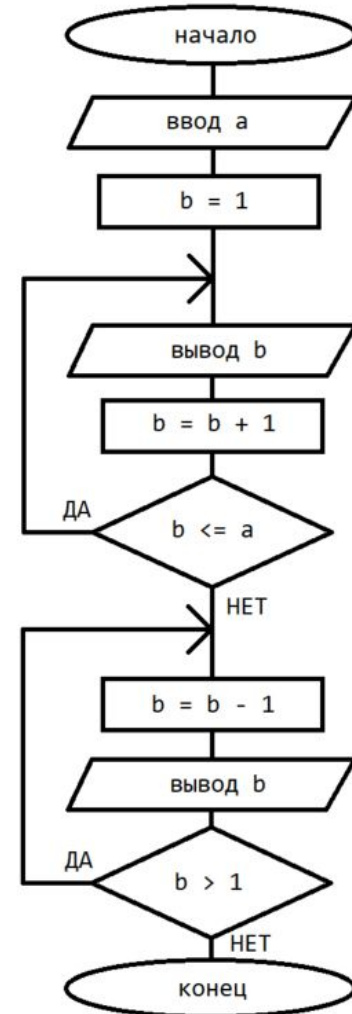 начало
ввод a
b = 1
вывод b
b = b + 1
ДА
b <= a
НЕТ
b = b - 1
вывод b
ДА
b > 1
НЕТ
конец